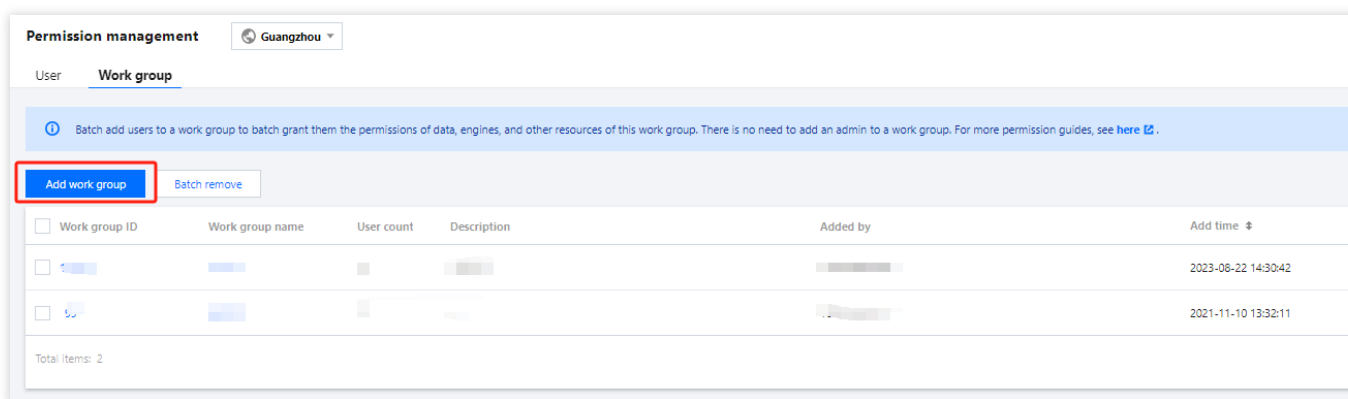 Permission management Guangzhou
User Work group
Batch add users to a work group to batch grant them the permissions of data, engines, and other resources of this work group. There is no need to add an admin to a work group. For more permission guides, see here .
Add work group Batch remove
Work group ID Work group name User count Description Added by Add time
2023-08-22 14:30:42
2021-11-10 13:32:11
Total items: 2